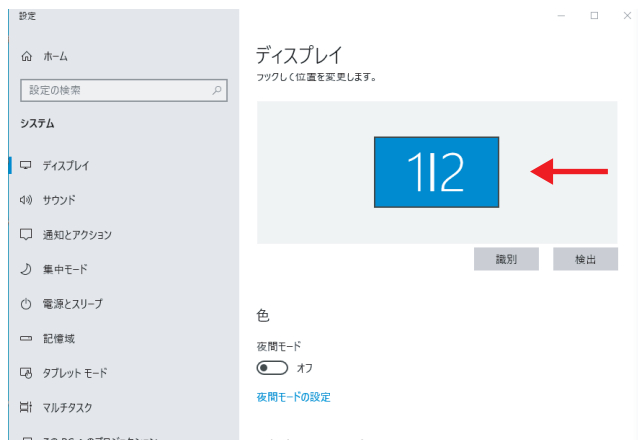 設定
ホーム
設定の検索
システム
ディスプレイ
サウンド
通知とアクション
集中モード
電源とスリープ
記憶域
タブレット モード
マルチタスク
ディスプレイ
フックしく位置を変更します。
1|2
識別
検出
色
夜間モード
オフ
夜間モードの設定